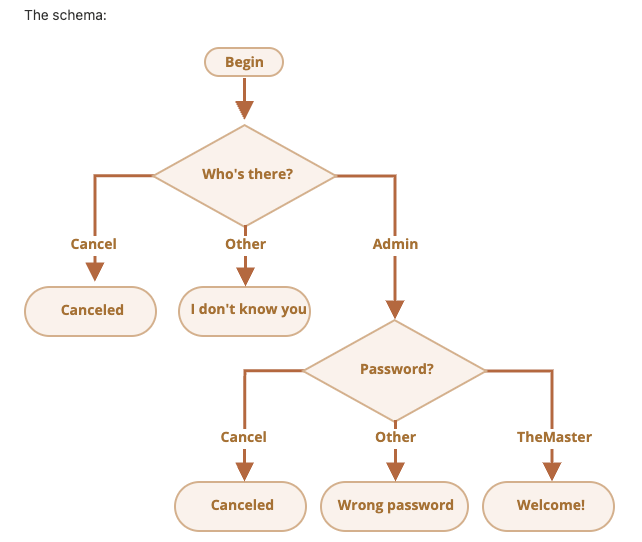 The schema:
Begin
Who's there?
Cancel
Other
Admin
Canceled
I don't know you
Password?
Cancel
Other
TheMaster
Canceled
Wrong password
Welcome!